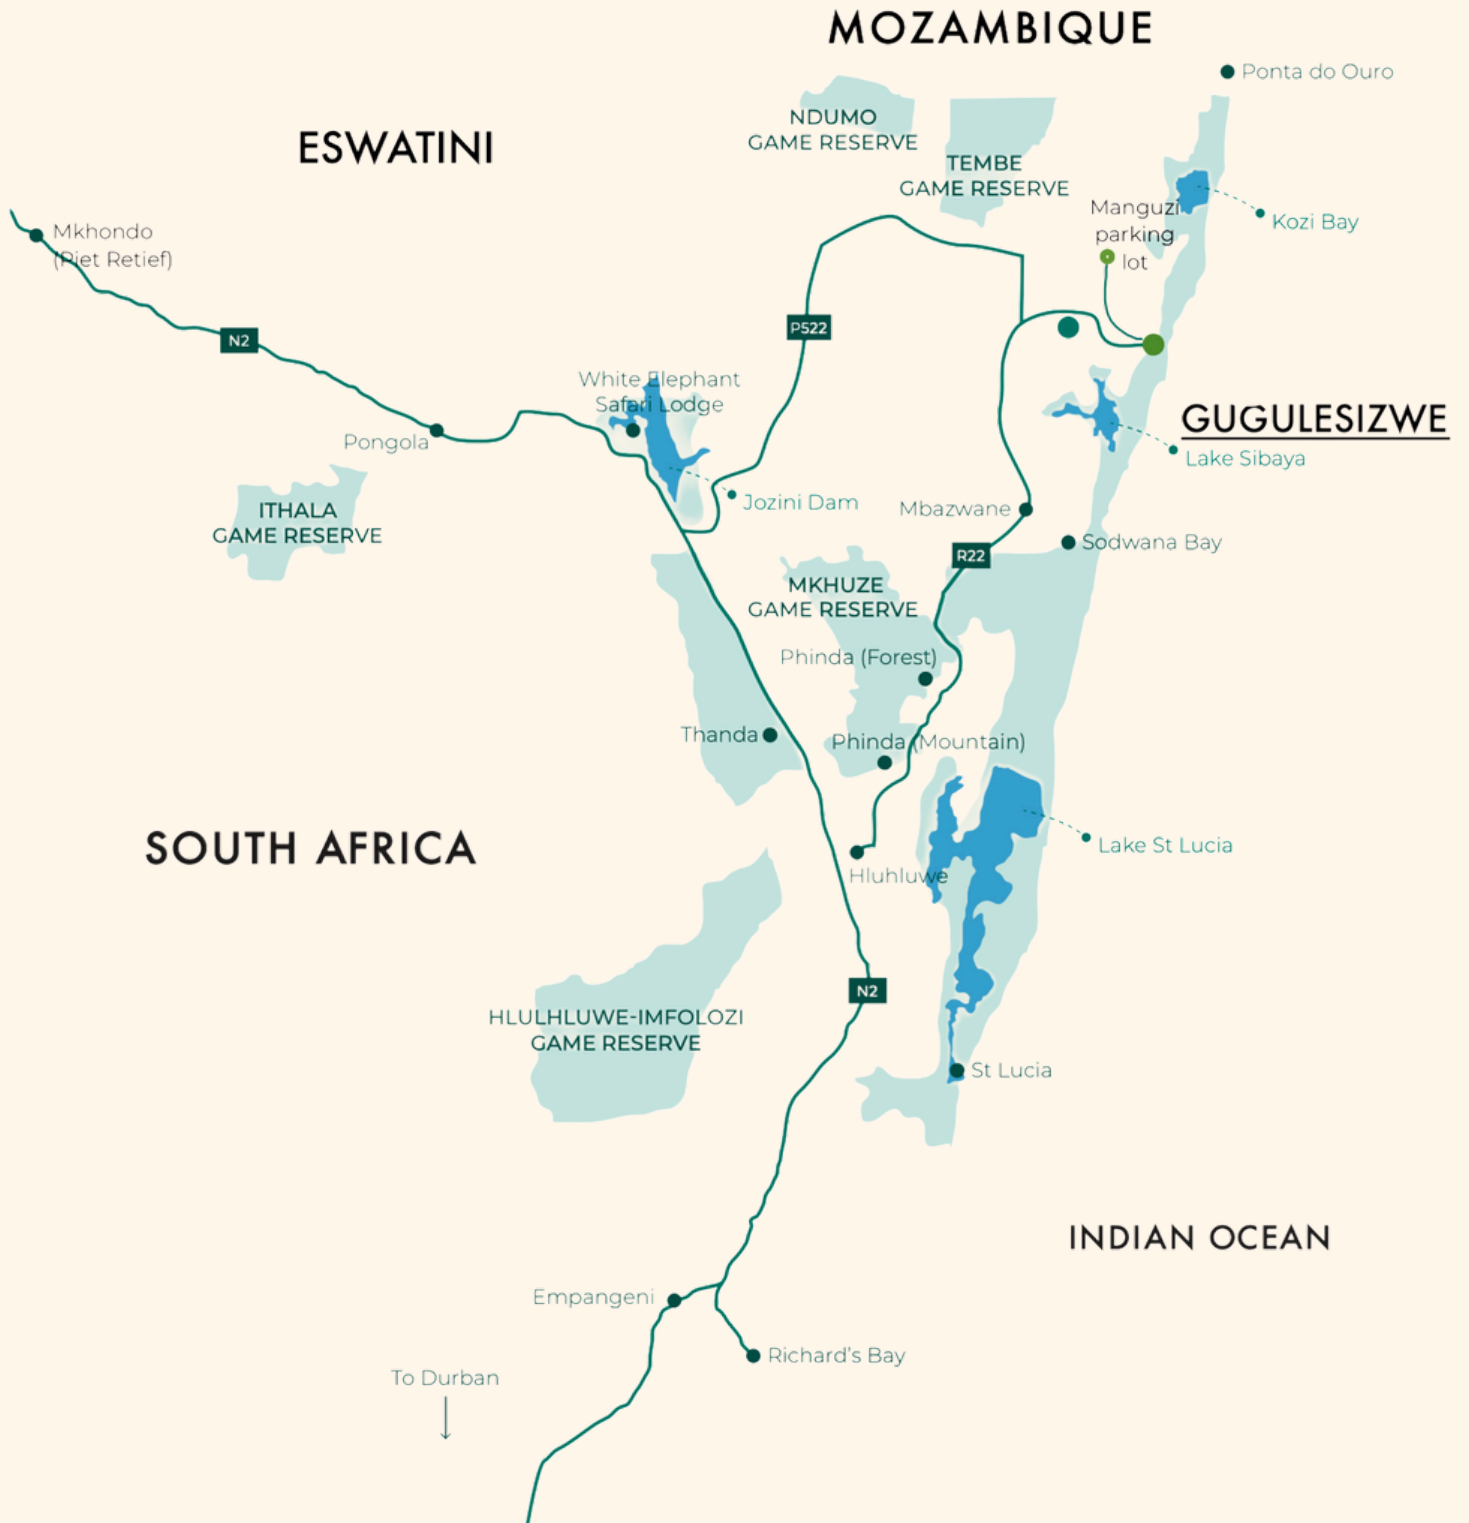 MOZAMBIQUE
Ponta do Ouro
NDUMO
GAME RESERVE
ESWATINI
TEMBE
GAME RESERVE
Manguzi
parking
lot
Kozi Bay
Mkhondo
(Piet Retief)
N2
P522
White Elephant
Safari Lodge
GUGULESIZWE
Pongola
Lake Sibaya
Jozini Dam
Mbazwane
ITHALA
GAME RESERVE
Sodwana Bay
R22
MKHUZE
GAME RESERVE
Phinda (Forest)
Thanda
Phinda (Mountain)
SOUTH AFRICA
Lake St Lucia
Hluhluwe
N2
HLULHLUWE-IMFOLOZI
GAME RESERVE
St Lucia
INDIAN OCEAN
Empangeni
Richard's Bay
To Durban